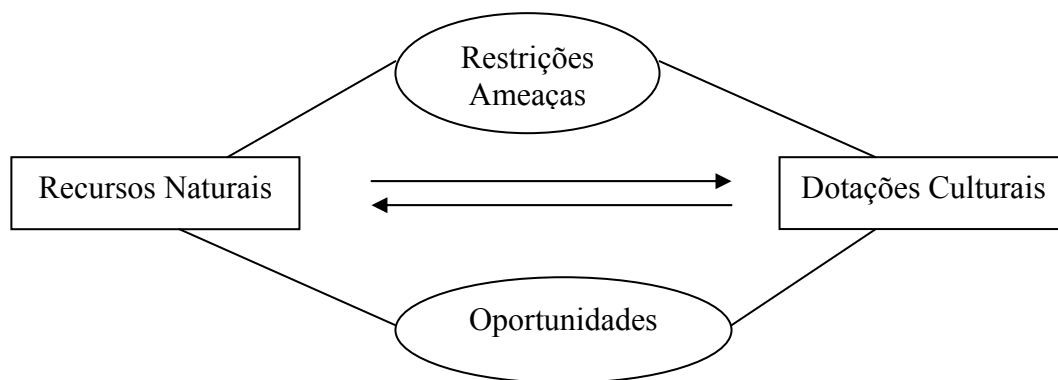 Restrições
Ameaças
Recursos Naturais
Dotações Culturais
Oportunidades